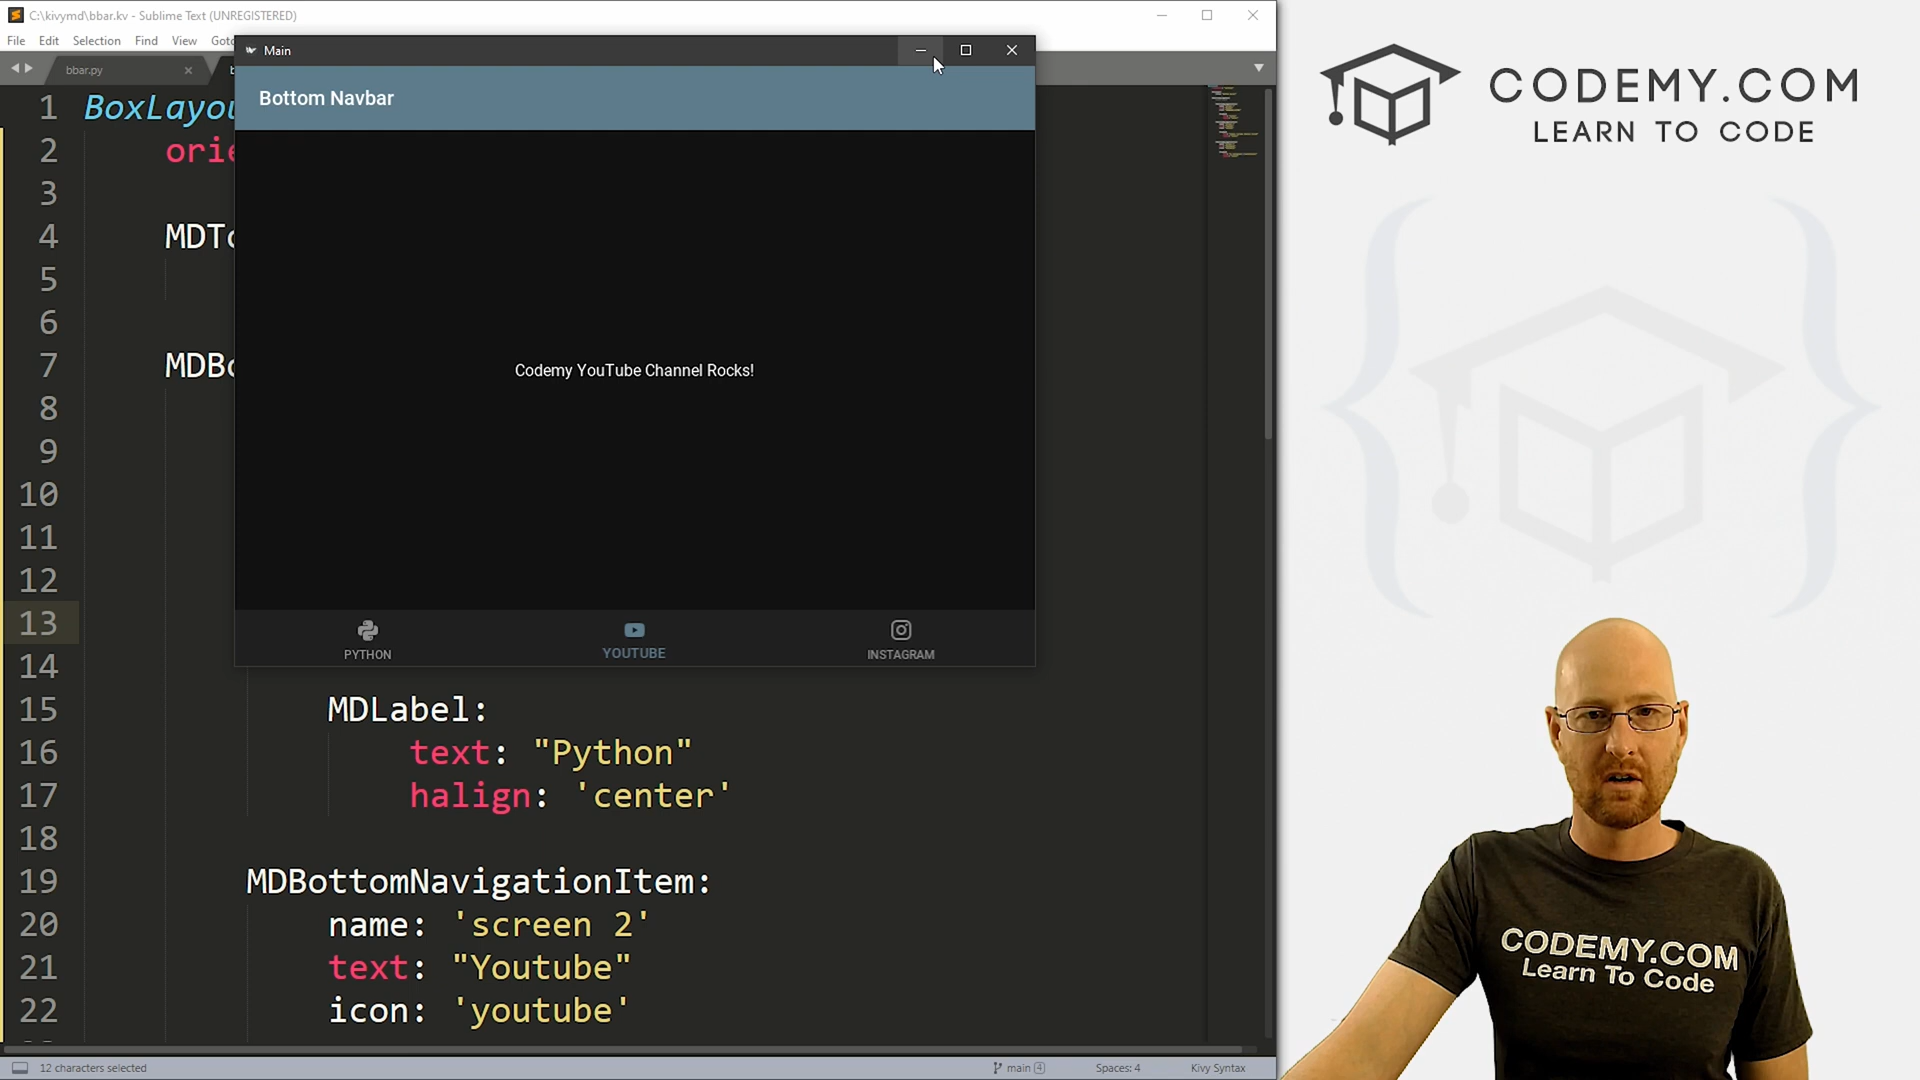 C:\kivymd\bbar.kv - Sublime Text (UNREGISTERED)
File Edit Selection Find View Goto
Main
bbar.py
Bottom Navbar
1 BoxLayou
2 orie
3
4 MDTo
5
6
7 MDBo
8
9
10
11
12
13
14
Codemy YouTube Channel Rocks!
PYTHON YOUTUBE INSTAGRAM
15 MDLabel:
16 text: "Python"
17 halign: 'center'
18
19 MDBottomNavigationItem:
20 name: 'screen 2'
21 text: "Youtube"
22 icon: 'youtube'
12 characters selected
main 4
Spaces: 4
Kivy Syntax
CODEMY.COM
LEARN TO CODE
CODEMY.COM
Learn To Code